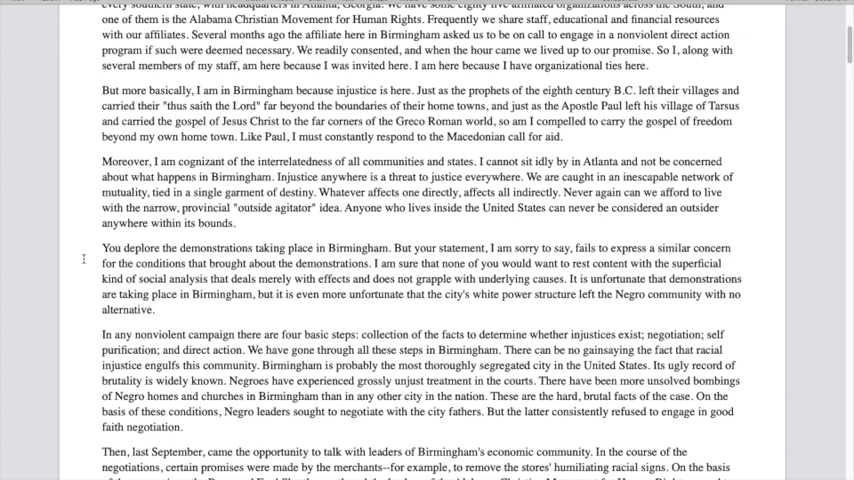 every southern state, with headquarters in Atlanta, Georgia. We have some eighty five affiliated organizations across the South, and
one of them is the Alabama Christian Movement for Human Rights. Frequently we share staff, educational and financial resources
with our affiliates. Several months ago the affiliate here in Birmingham asked us to be on call to engage in a nonviolent direct action
program if such were deemed necessary. We readily consented, and when the hour came we lived up to our promise. So I, along with
several members of my staff, am here because I was invited here. I am here because I have organizational ties here.
But more basically, I am in Birmingham because injustice is here. Just as the prophets of the eighth century B.C. left their villages and
carried their "thus saith the Lord" far beyond the boundaries of their home towns, and just as the Apostle Paul left his village of Tarsus
and carried the gospel of Jesus Christ to the far corners of the Greco Roman world, so am I compelled to carry the gospel of freedom
beyond my own home town. Like Paul, I must constantly respond to the Macedonian call for aid.
Moreover, I am cognizant of the interrelatedness of all communities and states. I cannot sit idly by in Atlanta and not be concerned
about what happens in Birmingham. Injustice anywhere is a threat to justice everywhere. We are caught in an inescapable network of
mutuality, tied in a single garment of destiny. Whatever affects one directly, affects all indirectly. Never again can we afford to live
with the narrow, provincial "outside agitator" idea. Anyone who lives inside the United States can never be considered an outsider
anywhere within its bounds.
You deplore the demonstrations taking place in Birmingham. But your statement, I am sorry to say, fails to express a similar concern
for the conditions that brought about the demonstrations. I am sure that none of you would want to rest content with the superficial
kind of social analysis that deals merely with effects and does not grapple with underlying causes. It is unfortunate that demonstrations
are taking place in Birmingham, but it is even more unfortunate that the city's white power structure left the Negro community with no
alternative.
In any nonviolent campaign there are four basic steps: collection of the facts to determine whether injustices exist; negotiation; self
purification; and direct action. We have gone through all these steps in Birmingham. There can be no gainsaying the fact that racial
injustice engulfs this community. Birmingham is probably the most thoroughly segregated city in the United States. Its ugly record of
brutality is widely known. Negroes have experienced grossly unjust treatment in the courts. There have been more unsolved bombings
of Negro homes and churches in Birmingham than in any other city in the nation. These are the hard, brutal facts of the case. On the
basis of these conditions, Negro leaders sought to negotiate with the city fathers. But the latter consistently refused to engage in good
faith negotiation.
Then, last September, came the opportunity to talk with leaders of Birmingham's economic community. In the course of the
negotiations, certain promises were made by the merchants--for example, to remove the stores' humiliating racial signs. On the basis